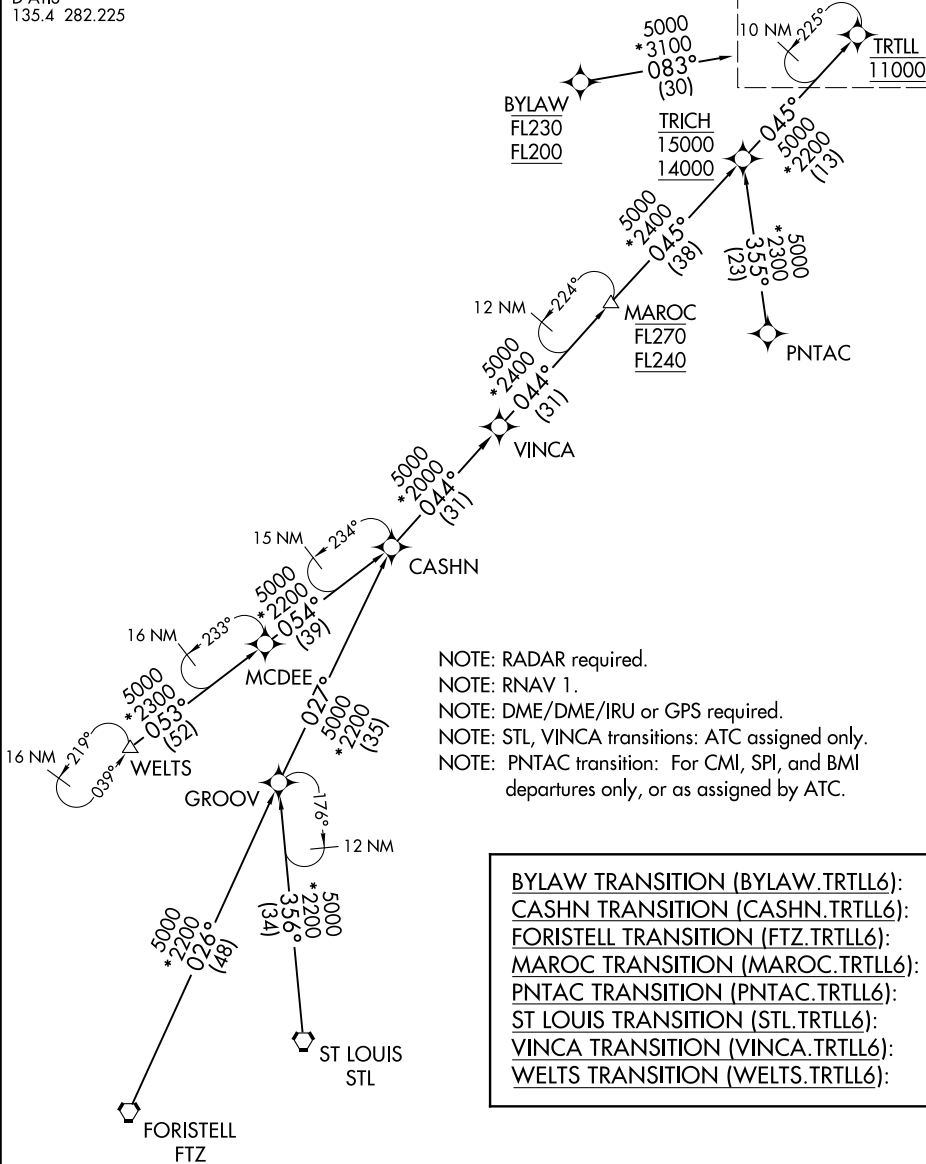 135.4 282.225
5000
*3100
083°
(30)
BYLAW
FL230
FL200
10 NM
225°
TRTLL
11000
TRICH
15000
14000
045°
5000
*2200
(13)
5000
*2400
045°
(38)
5000
*2300
355°
(23)
PNTAC
12 NM
224°
MAROC
FL270
FL240
5000
*2400
044°
(31)
VINCA
5000
*2000
044°
(31)
15 NM
234°
CASHN
5000
*2200
054°
(39)
16 NM
233°
MCDEE
5000
*2300
053°
(52)
16 NM
219°
039°
WELTS
027°
5000
*2200
(35)
GROOV
176°
12 NM
5000
*2200
026°
(48)
5000
*2200
356°
(34)
ST LOUIS
STL
FORISTELL
FTZ
NOTE: RADAR required.
NOTE: RNAV 1.
NOTE: DME/DME/IRU or GPS required.
NOTE: STL, VINCA transitions: ATC assigned only.
NOTE: PNTAC transition: For CMI, SPI, and BMI
departures only, or as assigned by ATC.
BYLAW TRANSITION (BYLAW.TRTLL6):
CASHN TRANSITION (CASHN.TRTLL6):
FORISTELL TRANSITION (FTZ.TRTLL6):
MAROC TRANSITION (MAROC.TRTLL6):
PNTAC TRANSITION (PNTAC.TRTLL6):
ST LOUIS TRANSITION (STL.TRTLL6):
VINCA TRANSITION (VINCA.TRTLL6):
WELTS TRANSITION (WELTS.TRTLL6):